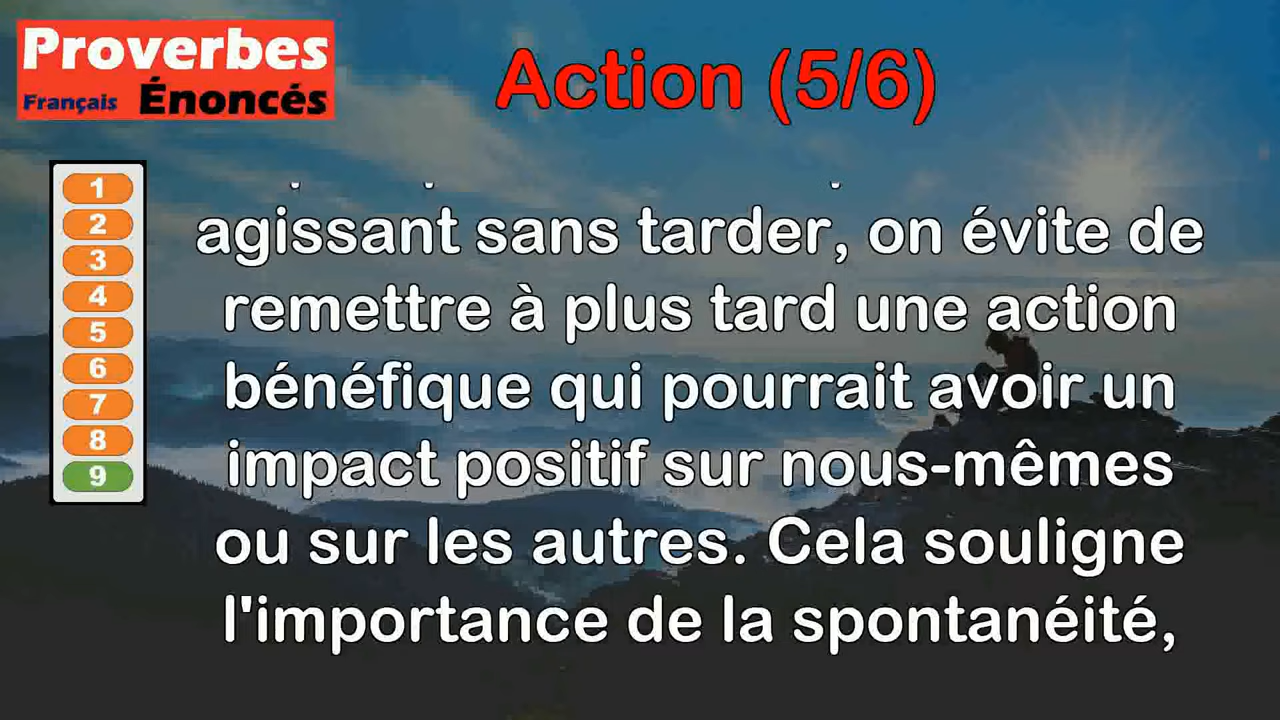 Proverbes
Français Énoncés
Action (5/6)
1
2
3
4
5
6
7
8
9
agissant sans tarder, on évite de
remettre à plus tard une action
bénéfique qui pourrait avoir un
impact positif sur nous-mêmes
ou sur les autres. Cela souligne
l'importance de la spontanéité,